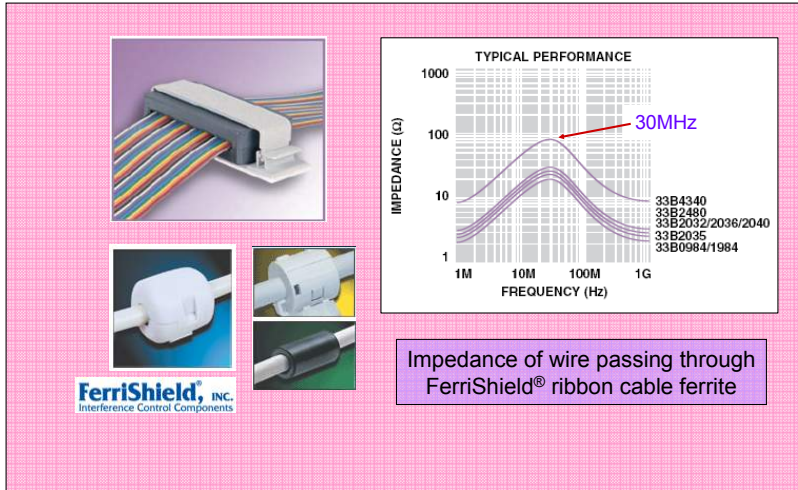 TYPICAL PERFORMANCE
1000
100
10
1
IMPEDANCE (Ω)
30MHz
33B4340
33B2480
33B2032/2036/2040
33B2035
33B0984/1984
1M 10M 100M 1G
FREQUENCY (Hz)
Impedance of wire passing through
FerriShield® ribbon cable ferrite
FerriShield®, INC.
Interference Control Components